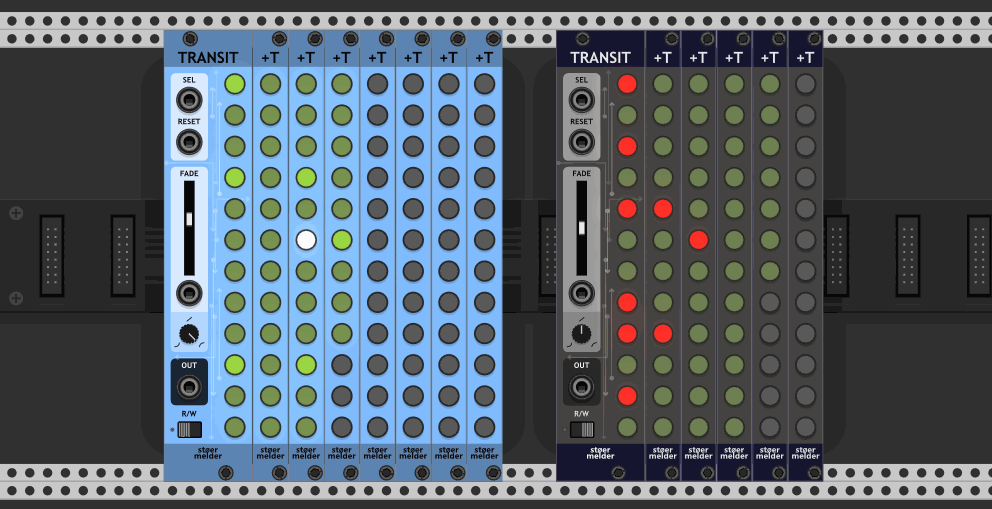 TRANSIT +T +T +T +T +T +T +T
SEL
RESET
FADE
OUT
R/W
støer støer støer støer støer støer støer støer
melder melder melder melder melder melder melder melder
TRANSIT +T +T +T +T +T
SEL
RESET
FADE
OUT
R/W
støer støer støer støer støer støer
melder melder melder melder melder melder